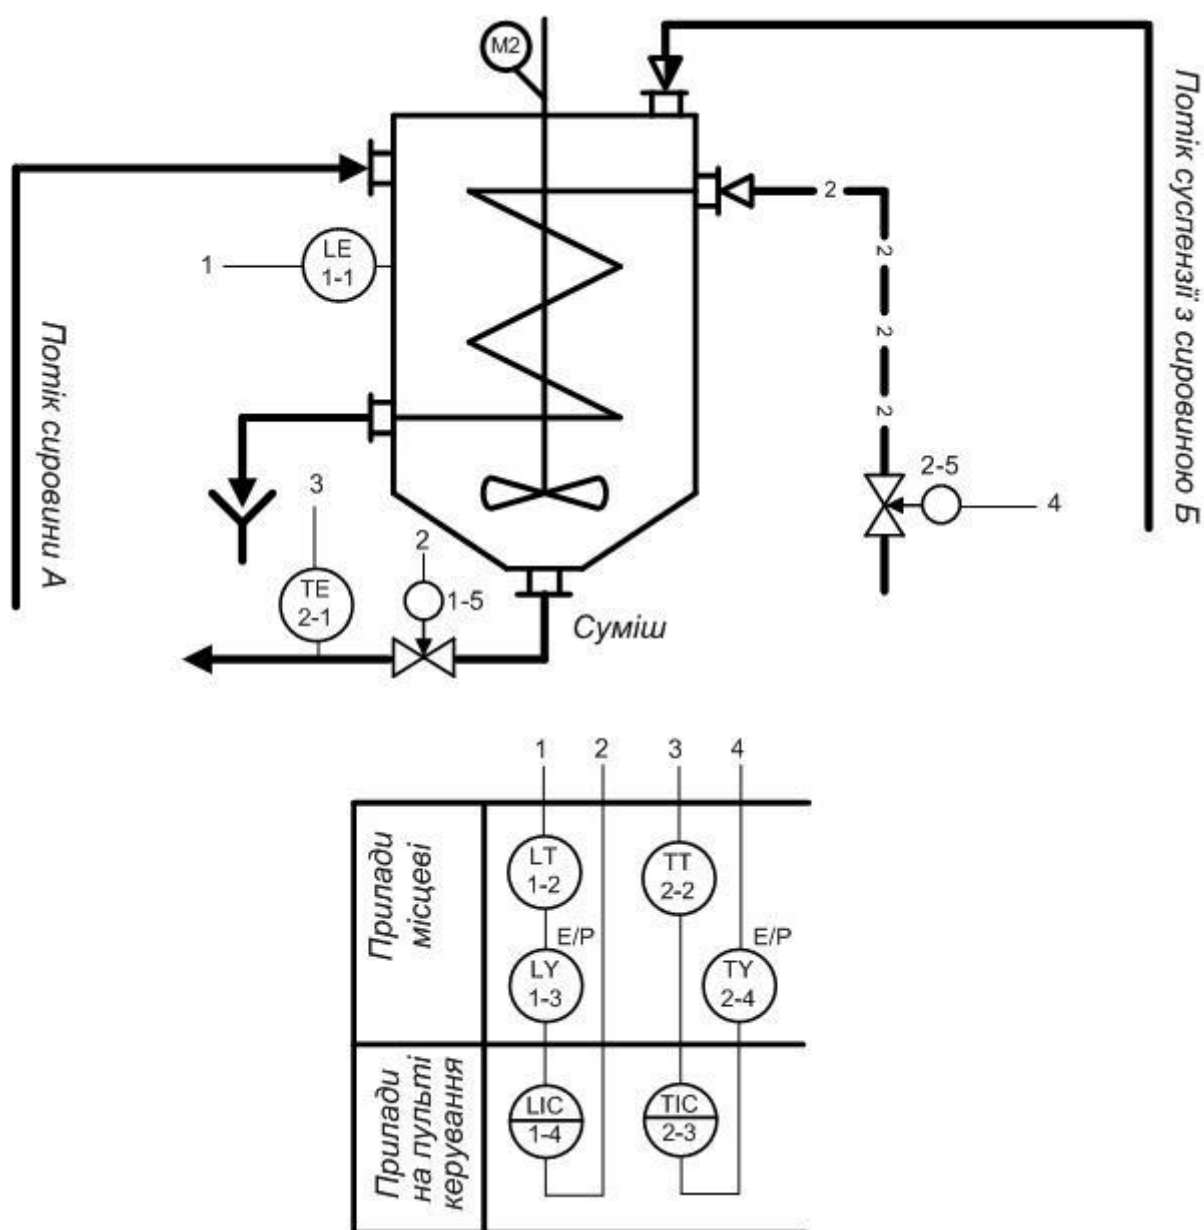 M2
Потік суспензії з сировиною Б
2
LE
1-1
1
2
Потік сировини А
2
2
2-5
3
4
2
TE
2-1
1-5
Суміш
1
2
3
4
Прилади
місцеві
LT
1-2
TT
2-2
E/P
E/P
LY
1-3
TY
2-4
Прилади
на пульті
керування
LIC
1-4
TIC
2-3